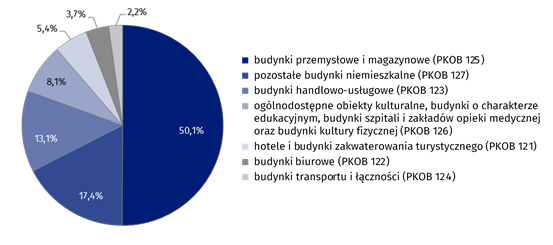 2,2%
3,7%
5,4%
8,1%
13,1%
17,4%
50,1%
budynki przemysłowe i magazynowe (PKOB 125)
pozostałe budynki niemieszkalne (PKOB 127)
budynki handlowo-usługowe (PKOB 123)
ogólnodostępne obiekty kulturalne, budynki o charakterze
edukacyjnym, budynki szpitali i zakładów opieki medycznej
oraz budynki kultury fizycznej (PKOB 126)
hotele i budynki zakwaterowania turystycznego (PKOB 121)
budynki biurowe (PKOB 122)
budynki transportu i łączności (PKOB 124)